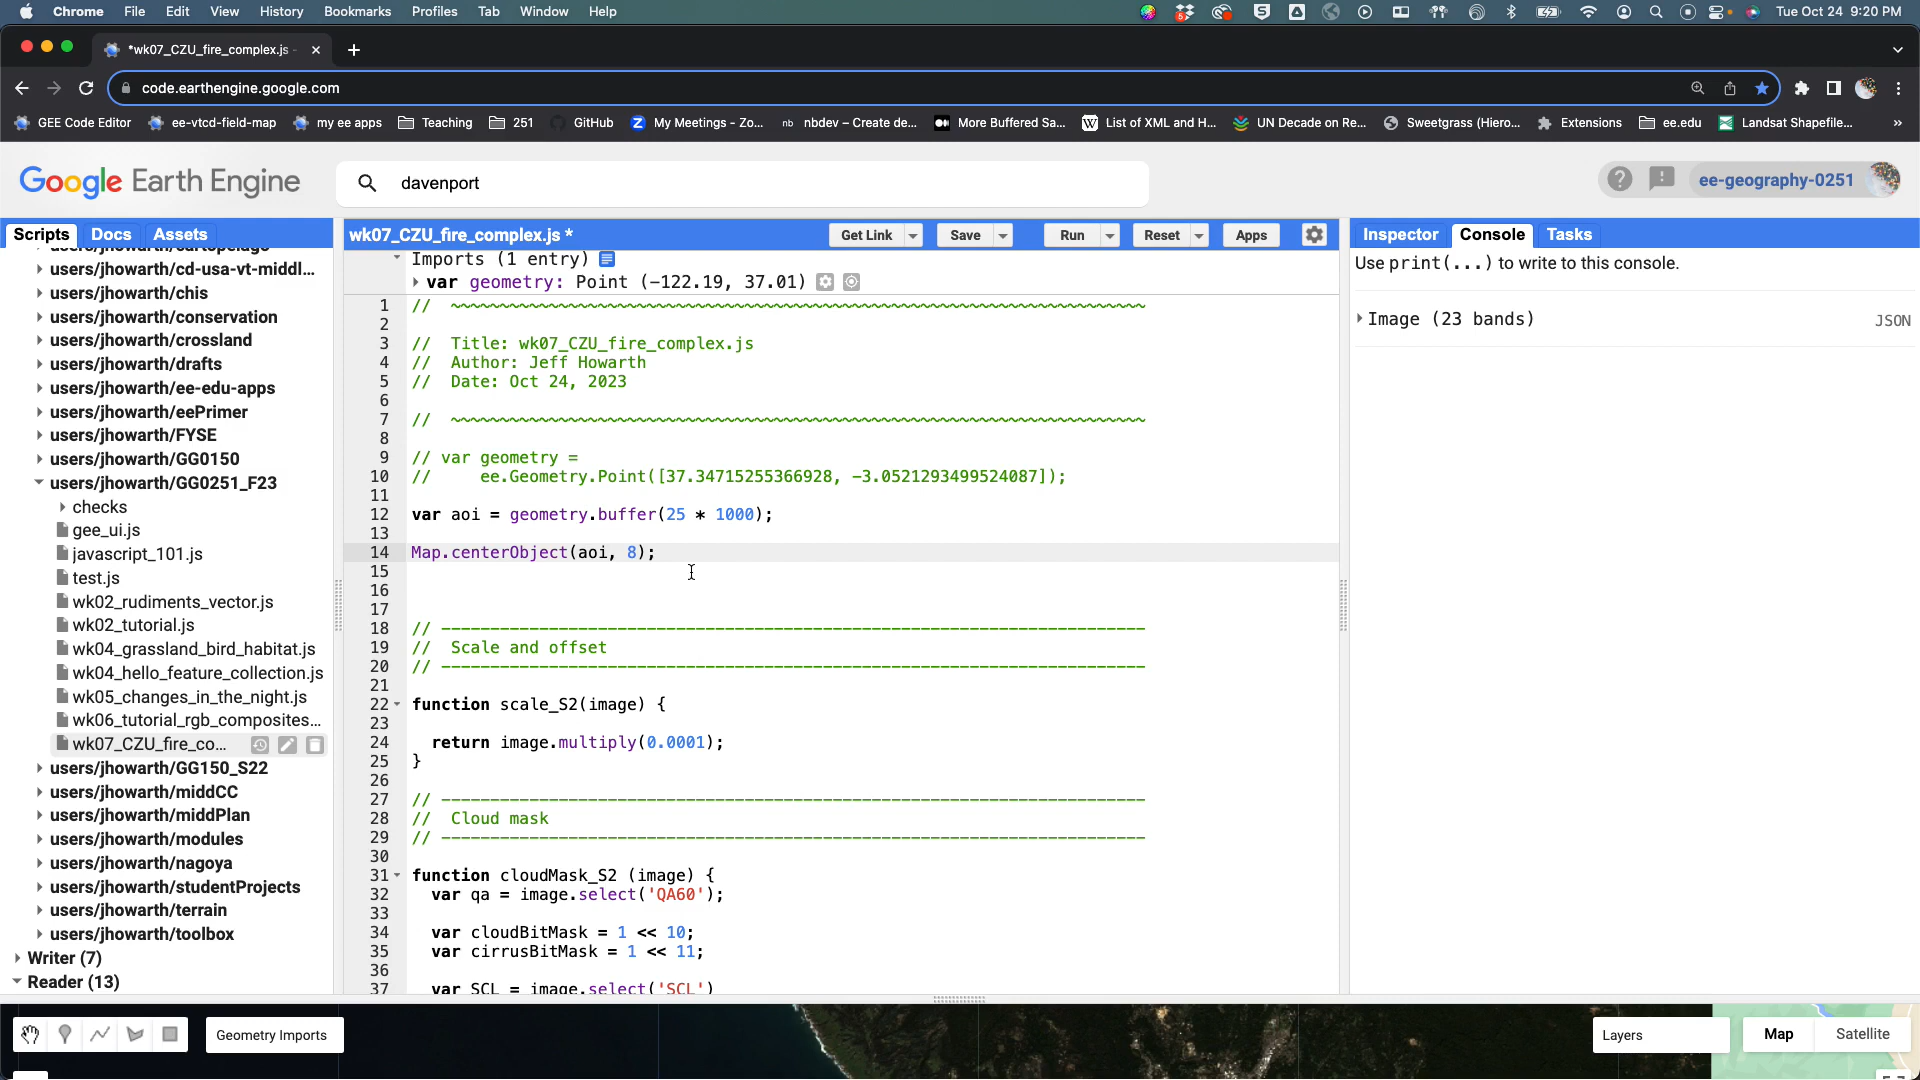 Chrome File Edit View History Bookmarks Profiles Tab Window Help Tue Oct 24 9:20 PM
*wk07_CZU_fire_complex.js -
code.earthengine.google.com
GEE Code Editor ee-vtcd-field-map my ee apps Teaching 251 GitHub My Meetings - Zo... nbdev – Create de... More Buffered Sa... List of XML and H... UN Decade on Re... Sweetgrass (Hiero... Extensions ee.edu Landsat Shapefile... »
Google Earth Engine davenport ee-geography-0251
Scripts Docs Assets
users/jhowarth/cd-usa-vt-middl...
users/jhowarth/chis
users/jhowarth/conservation
users/jhowarth/crossland
users/jhowarth/drafts
users/jhowarth/ee-edu-apps
users/jhowarth/eePrimer
users/jhowarth/FYSE
users/jhowarth/GG0150
users/jhowarth/GG0251_F23
checks
gee_ui.js
javascript_101.js
test.js
wk02_rudiments_vector.js
wk02_tutorial.js
wk04_grassland_bird_habitat.js
wk04_hello_feature_collection.js
wk05_changes_in_the_night.js
wk06_tutorial_rgb_composites...
wk07_CZU_fire_co...
users/jhowarth/GG150_S22
users/jhowarth/middCC
users/jhowarth/middPlan
users/jhowarth/modules
users/jhowarth/nagoya
users/jhowarth/studentProjects
users/jhowarth/terrain
users/jhowarth/toolbox
Writer (7)
Reader (13)
wk07_CZU_fire_complex.js * Get Link Save Run Reset Apps
Imports (1 entry)
var geometry: Point (-122.19, 37.01)
1 // ~~~~~~~~~~~~~~~~~~~~~~~~~~~~~~~~~~~~~~~~~~~~~~~~~~~~~~~~~~~~~~~~~~~~~~~
2
3 // Title: wk07_CZU_fire_complex.js
4 // Author: Jeff Howarth
5 // Date: Oct 24, 2023
6
7 // ~~~~~~~~~~~~~~~~~~~~~~~~~~~~~~~~~~~~~~~~~~~~~~~~~~~~~~~~~~~~~~~~~~~~~~~
8
9 // var geometry =
10 // ee.Geometry.Point([37.34715255366928, -3.0521293499524087]);
11
12 var aoi = geometry.buffer(25 * 1000);
13
14 Map.centerObject(aoi, 8);
15
16
17
18 // ------------------------------------------------------------------------
19 // Scale and offset
20 // ------------------------------------------------------------------------
21
22 function scale_S2(image) {
23
24 return image.multiply(0.0001);
25 }
26
27 // ------------------------------------------------------------------------
28 // Cloud mask
29 // ------------------------------------------------------------------------
30
31 function cloudMask_S2 (image) {
32 var qa = image.select('QA60');
33
34 var cloudBitMask = 1 << 10;
35 var cirrusBitMask = 1 << 11;
36
37 var SCL = image.select('SCL')
Inspector Console Tasks
Use print(...) to write to this console.
Image (23 bands) JSON
Geometry Imports
Layers Map Satellite